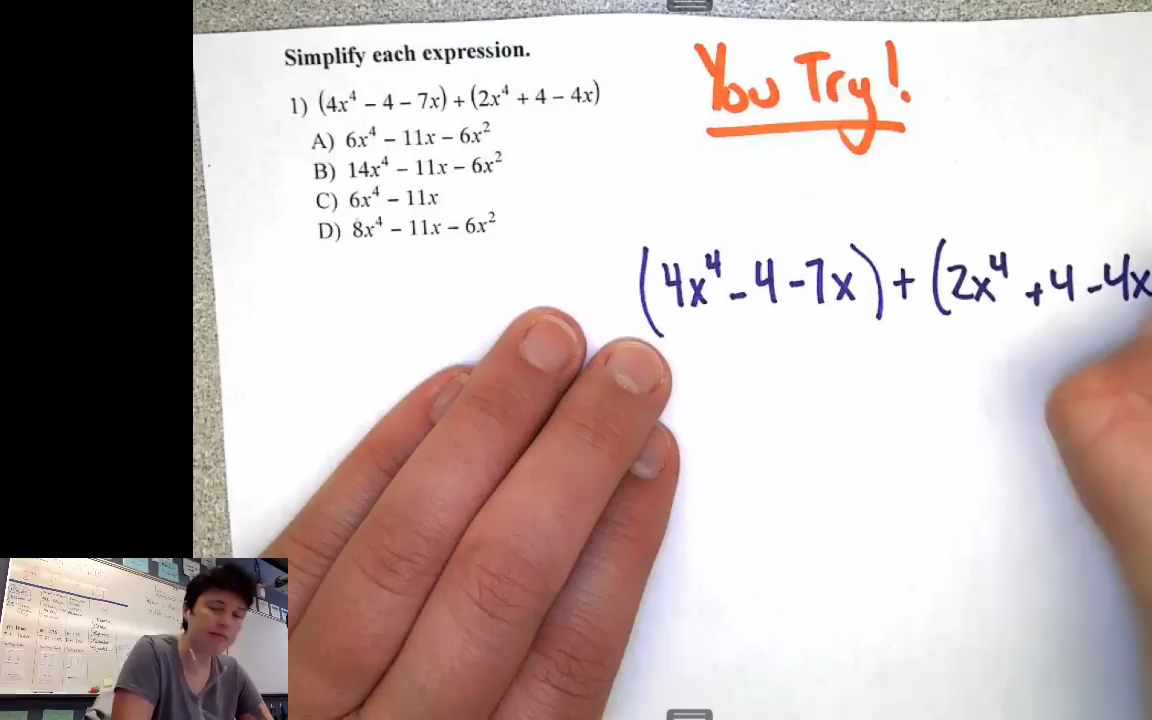 Simplify each expression.
You Try!
1) (4x⁴ − 4 − 7x) + (2x⁴ + 4 − 4x)
A) 6x⁴ − 11x − 6x²
B) 14x⁴ − 11x − 6x²
C) 6x⁴ − 11x
D) 8x⁴ − 11x − 6x²
(4x⁴ - 4 - 7x) + (2x⁴ + 4 - 4x